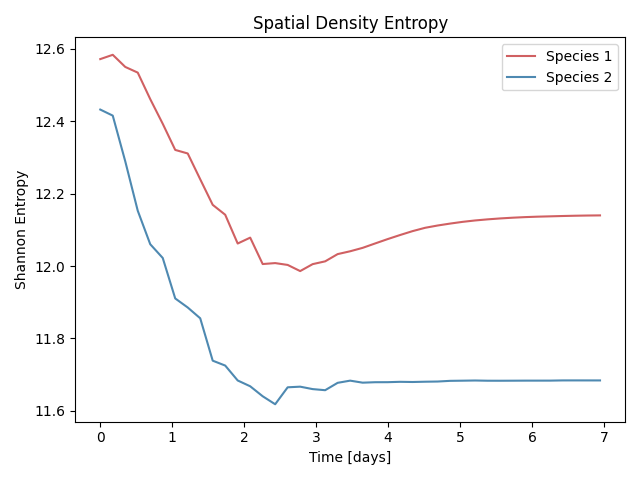 Spatial Density Entropy
Species 1
Species 2
Shannon Entropy
12.6
12.4
12.2
12.0
11.8
11.6
0 1 2 3 4 5 6 7
Time [days]